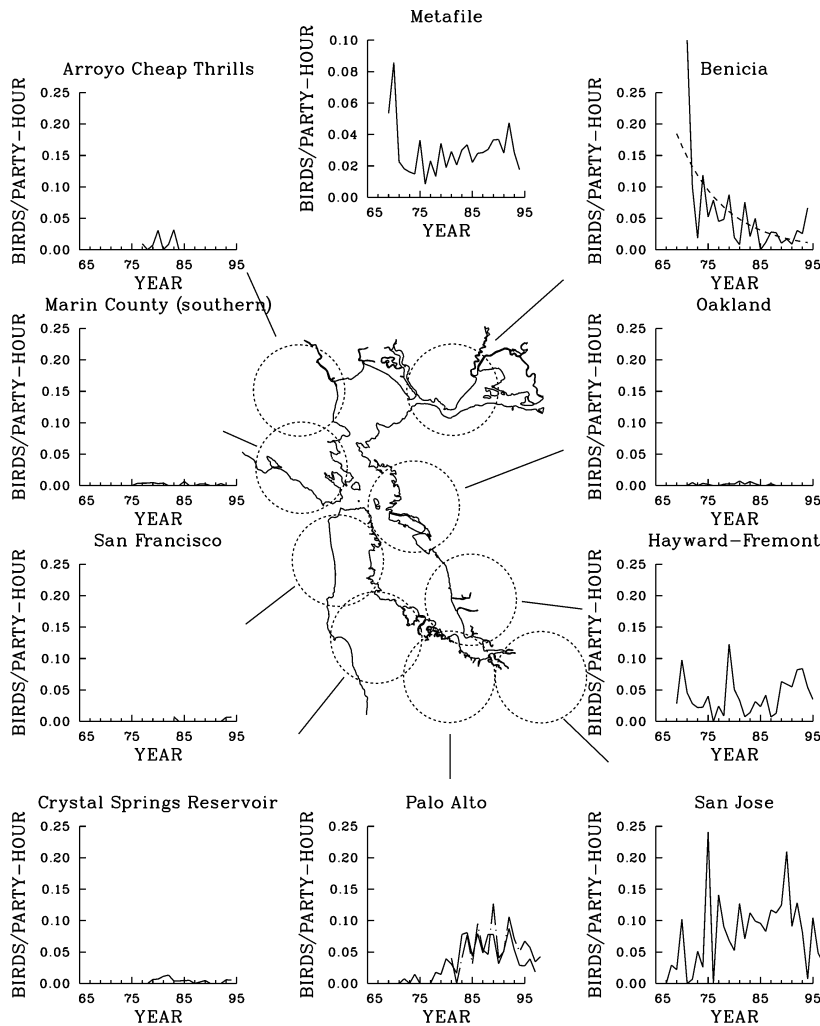 Metafile
BIRDS/PARTY-HOUR
0.10
0.08
0.06
0.04
0.02
0.00
65 75 85 95
YEAR
Arroyo Cheap Thrills
BIRDS/PARTY-HOUR
0.25
0.20
0.15
0.10
0.05
0.00
65 75 85 95
YEAR
Benicia
BIRDS/PARTY-HOUR
0.25
0.20
0.15
0.10
0.05
0.00
65 75 85 95
YEAR
Marin County (southern)
BIRDS/PARTY-HOUR
0.25
0.20
0.15
0.10
0.05
0.00
65 75 85 95
YEAR
Oakland
BIRDS/PARTY-HOUR
0.25
0.20
0.15
0.10
0.05
0.00
65 75 85 95
YEAR
San Francisco
BIRDS/PARTY-HOUR
0.25
0.20
0.15
0.10
0.05
0.00
65 75 85 95
YEAR
Hayward-Fremont
BIRDS/PARTY-HOUR
0.25
0.20
0.15
0.10
0.05
0.00
65 75 85 95
YEAR
Crystal Springs Reservoir
BIRDS/PARTY-HOUR
0.25
0.20
0.15
0.10
0.05
0.00
65 75 85 95
YEAR
Palo Alto
BIRDS/PARTY-HOUR
0.25
0.20
0.15
0.10
0.05
0.00
65 75 85 95
YEAR
San Jose
BIRDS/PARTY-HOUR
0.25
0.20
0.15
0.10
0.05
0.00
65 75 85 95
YEAR